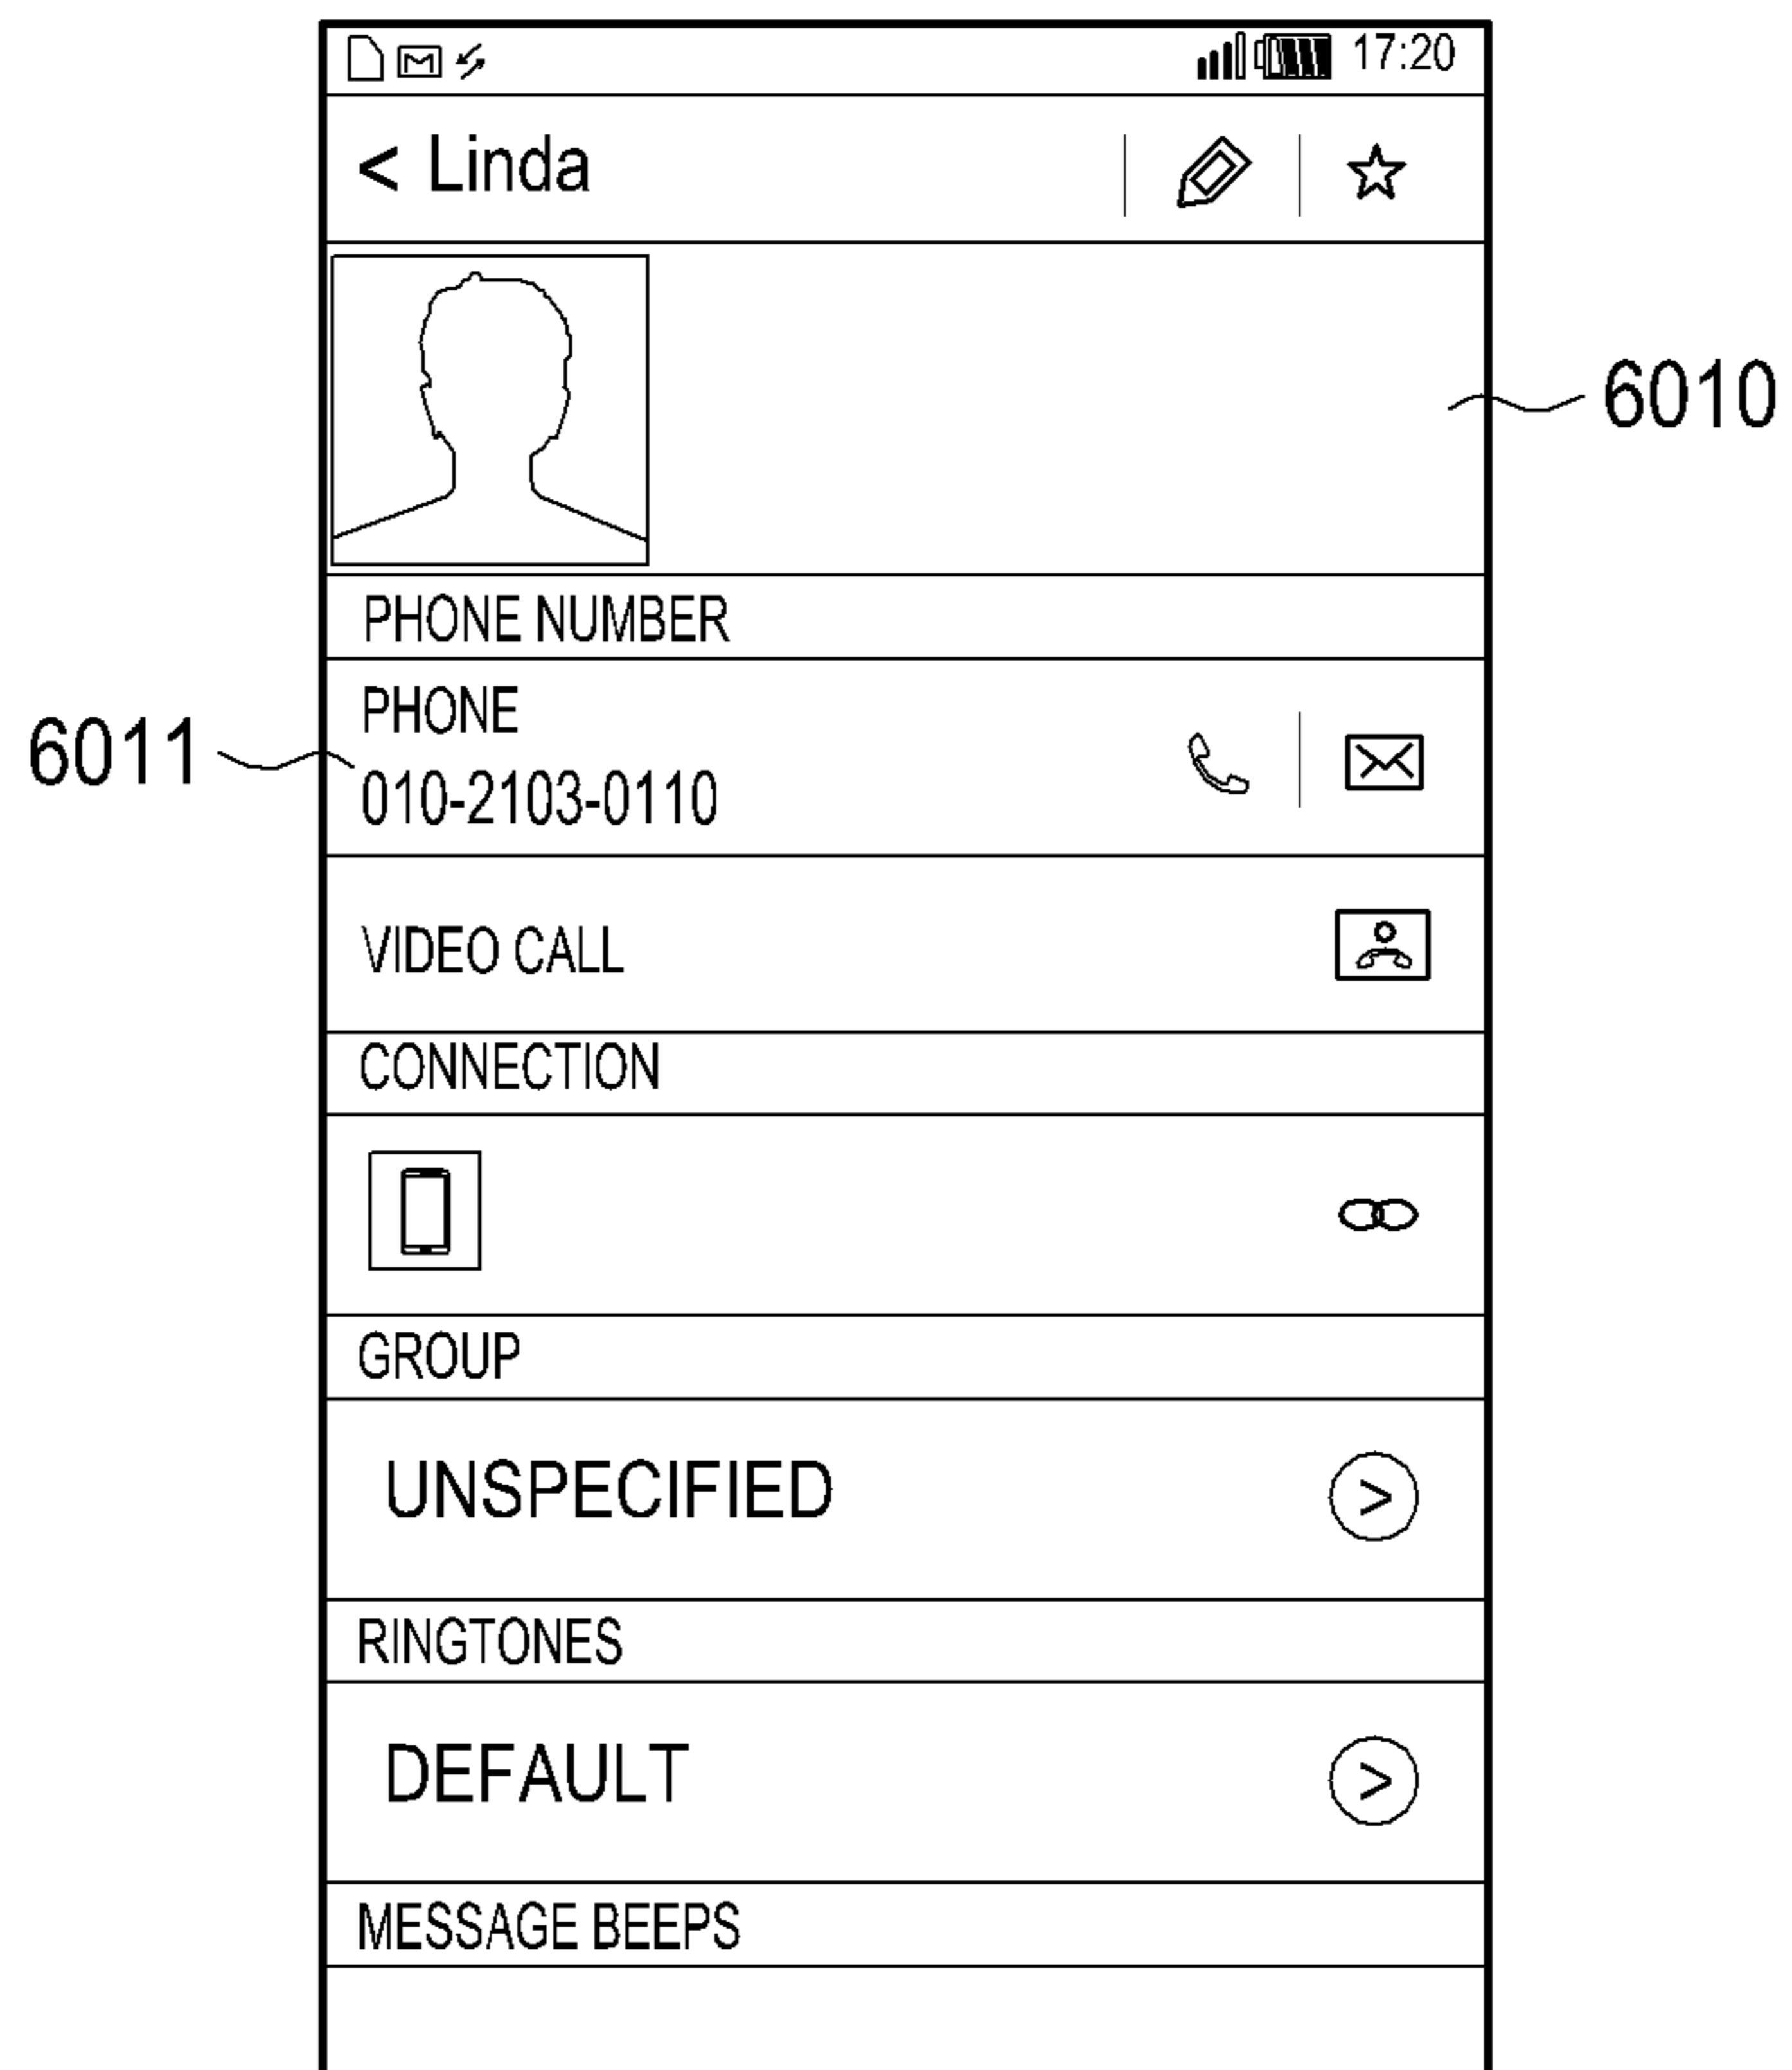 17:20
< Linda
6010
PHONE NUMBER
PHONE
6011
010-2103-0110
VIDEO CALL
CONNECTION
GROUP
UNSPECIFIED
>
RINGTONES
DEFAULT
>
MESSAGE BEEPS